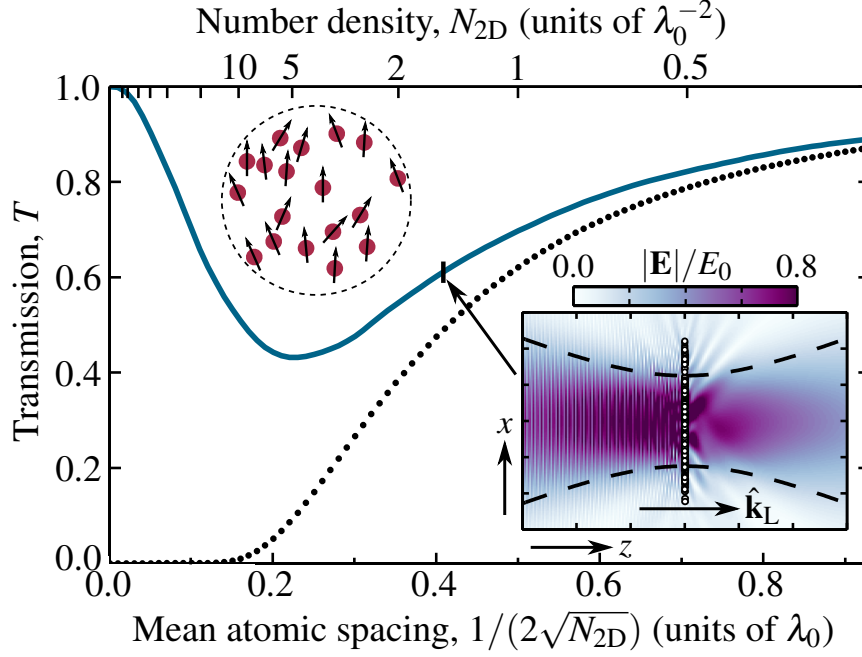 Number density, N₂D (units of λ₀⁻²)
10 5 2 1 0.5
1.0
0.8
0.6
0.4
0.2
0.0
Transmission, T
0.0 |E|/E₀ 0.8
x
k̂_L
z
0.0 0.2 0.4 0.6 0.8
Mean atomic spacing, 1/(2√N₂D) (units of λ₀)